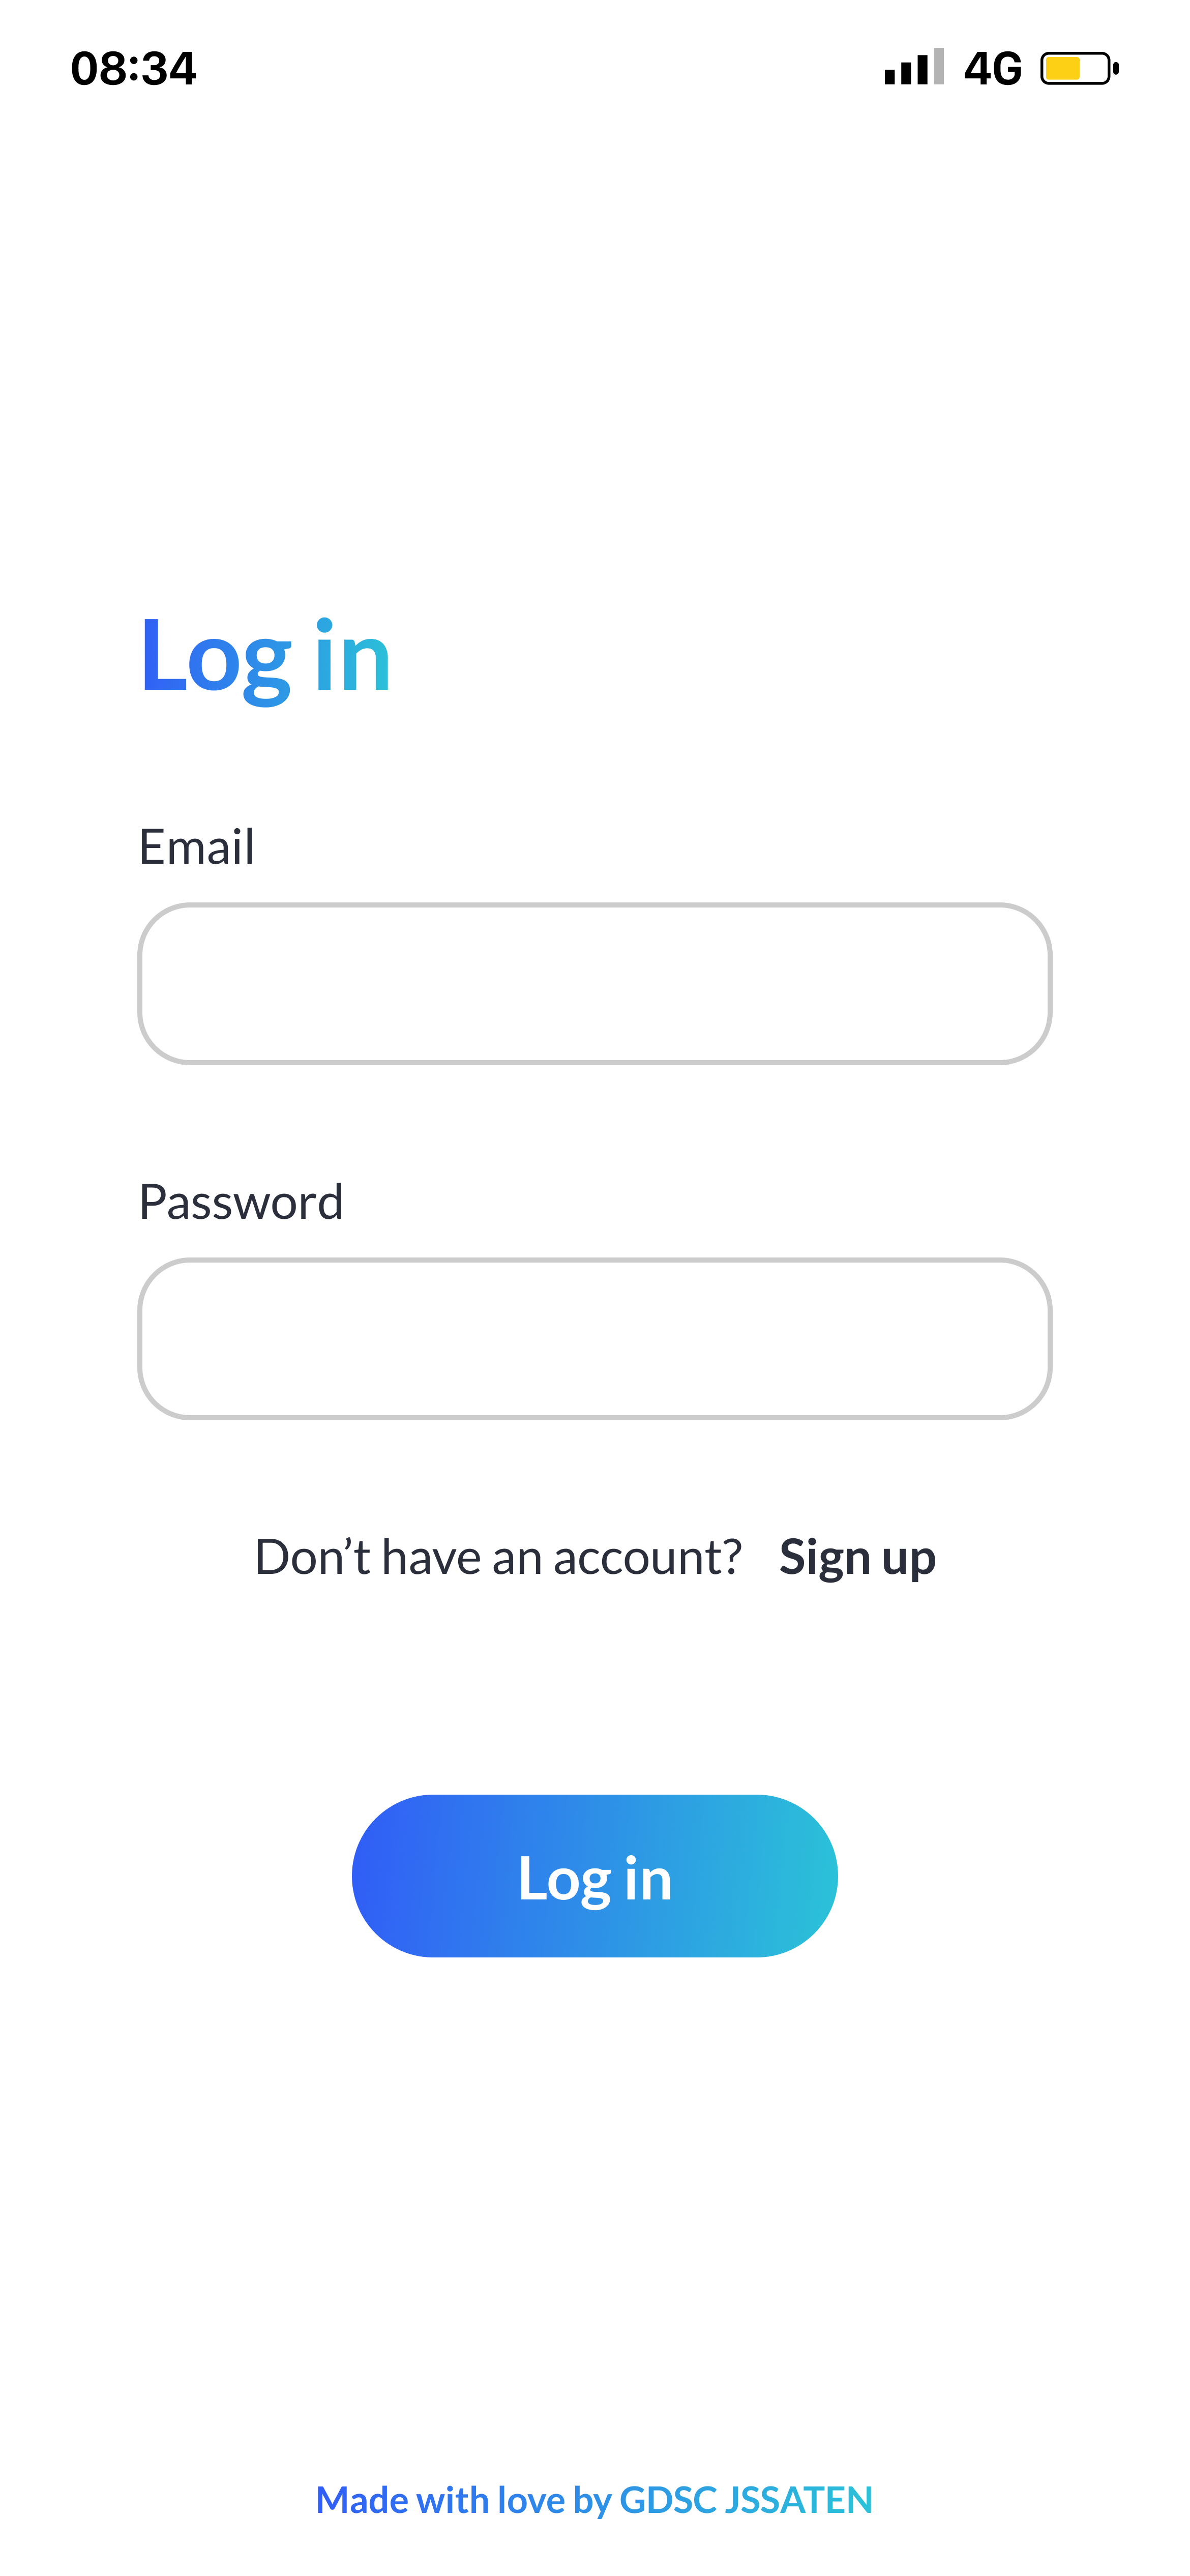 08:34 4G
Log in
Email
Password
Don’t have an account? Sign up
Log in
Made with love by GDSC JSSATEN